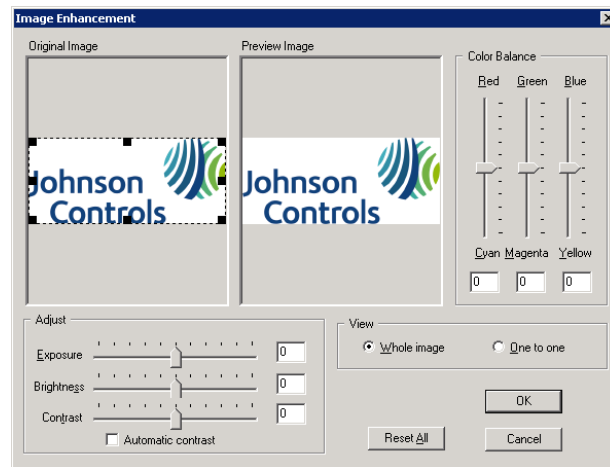 Image Enhancement
Original Image
Preview Image
Color Balance
Red Green Blue
Johnson
Controls
Johnson
Controls
Cyan Magenta Yellow
0 0 0
Adjust
Exposure 0
Brightness 0
Contrast 0
Automatic contrast
View
Whole image
One to one
OK
Reset All
Cancel